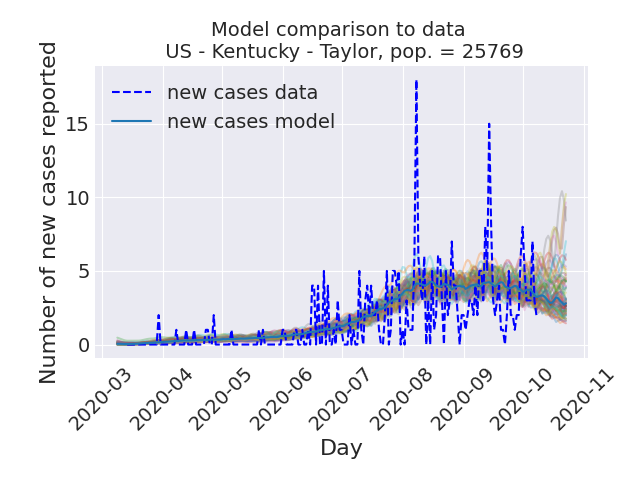 Model comparison to data
US - Kentucky - Taylor, pop. = 25769
new cases data
new cases model
Number of new cases reported
15
10
5
0
2020-03
2020-04
2020-05
2020-06
2020-07
2020-08
2020-09
2020-10
2020-11
Day